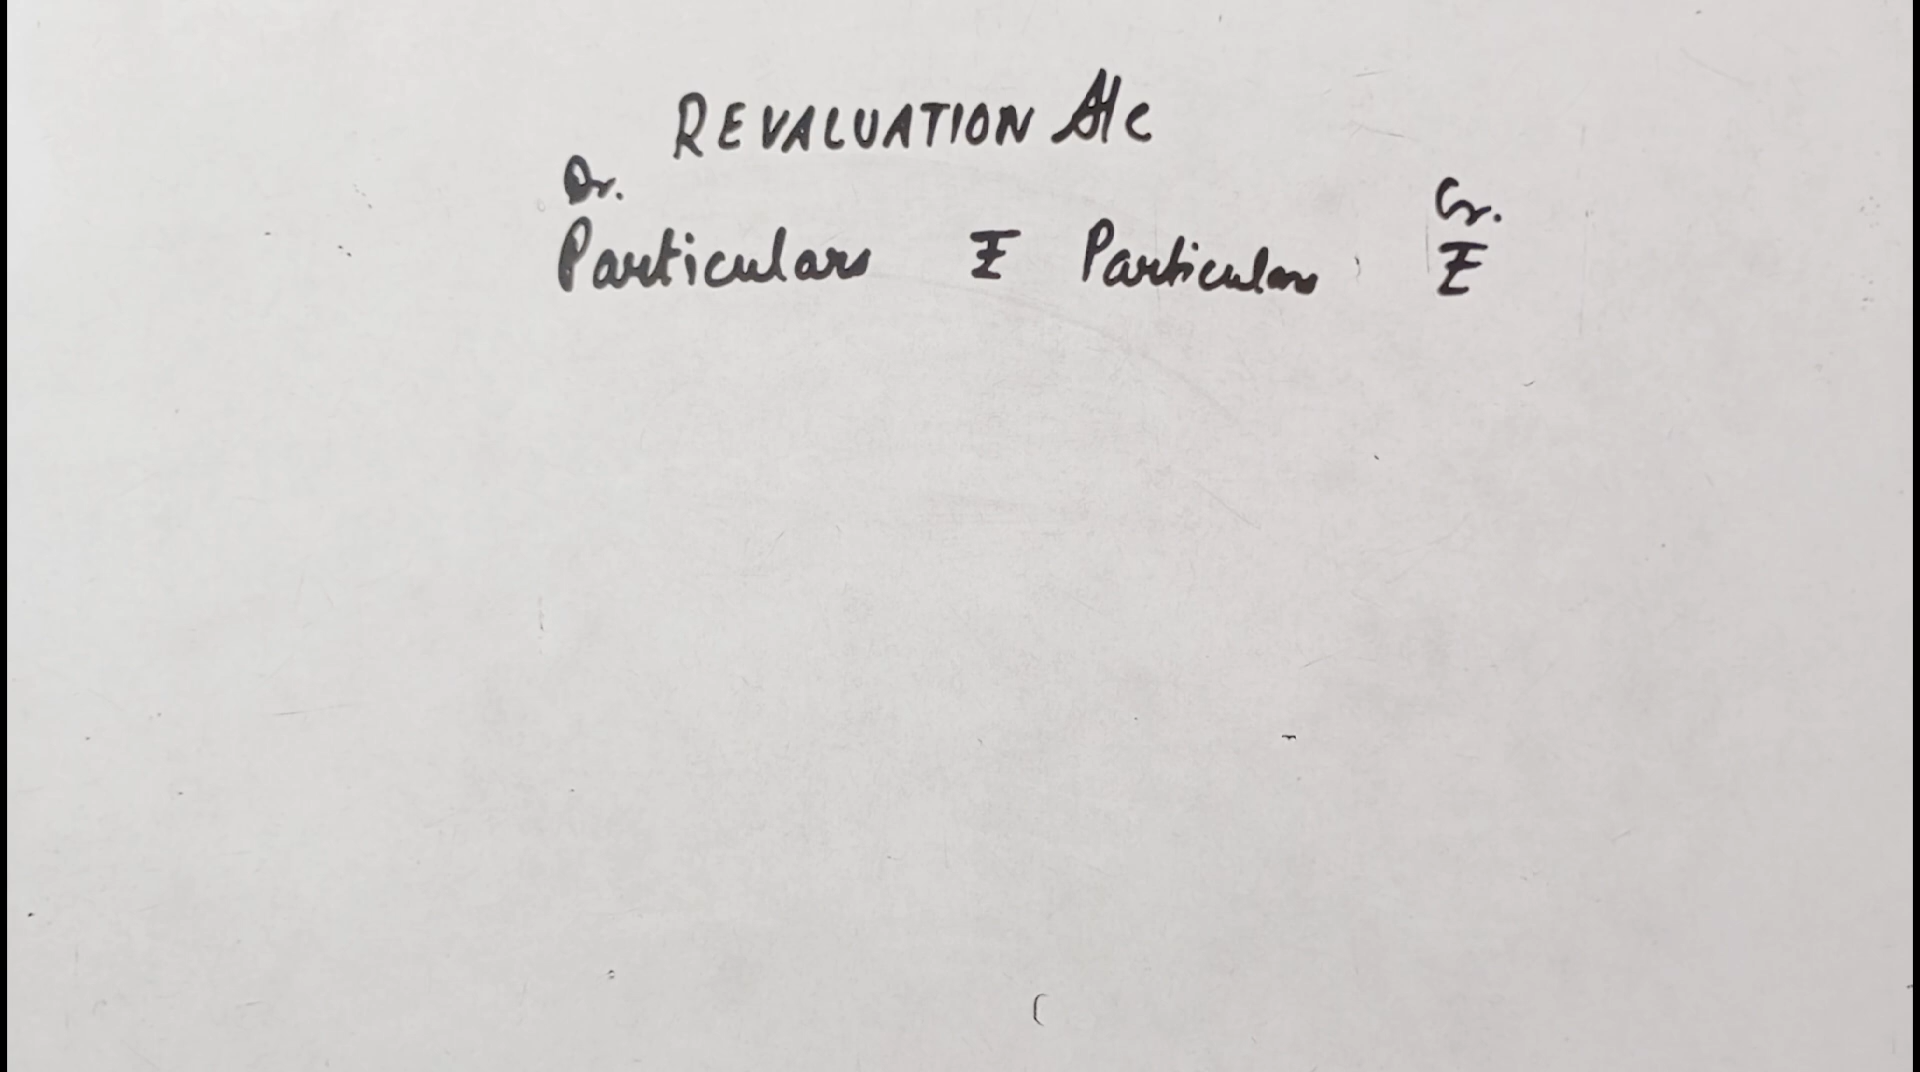 REVALUATION A/c
Dr. Cr.
Particulars ₹ Particulars ₹